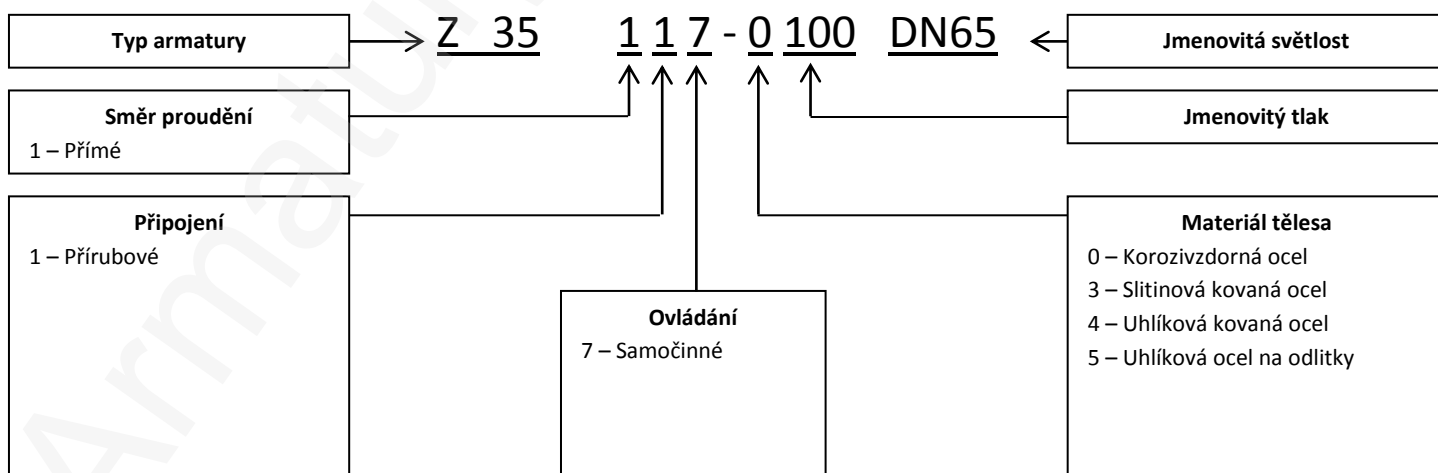 Typ armatury
Z 35 1 1 7 - 0 100 DN65
Jmenovitá světlost
Směr proudění
1 – Přímé
Jmenovitý tlak
Připojení
1 – Přírubové
Ovládání
7 – Samočinné
Materiál tělesa
0 – Korozivzdorná ocel
3 – Slitinová kovaná ocel
4 – Uhlíková kovaná ocel
5 – Uhlíková ocel na odlitky
Armatu